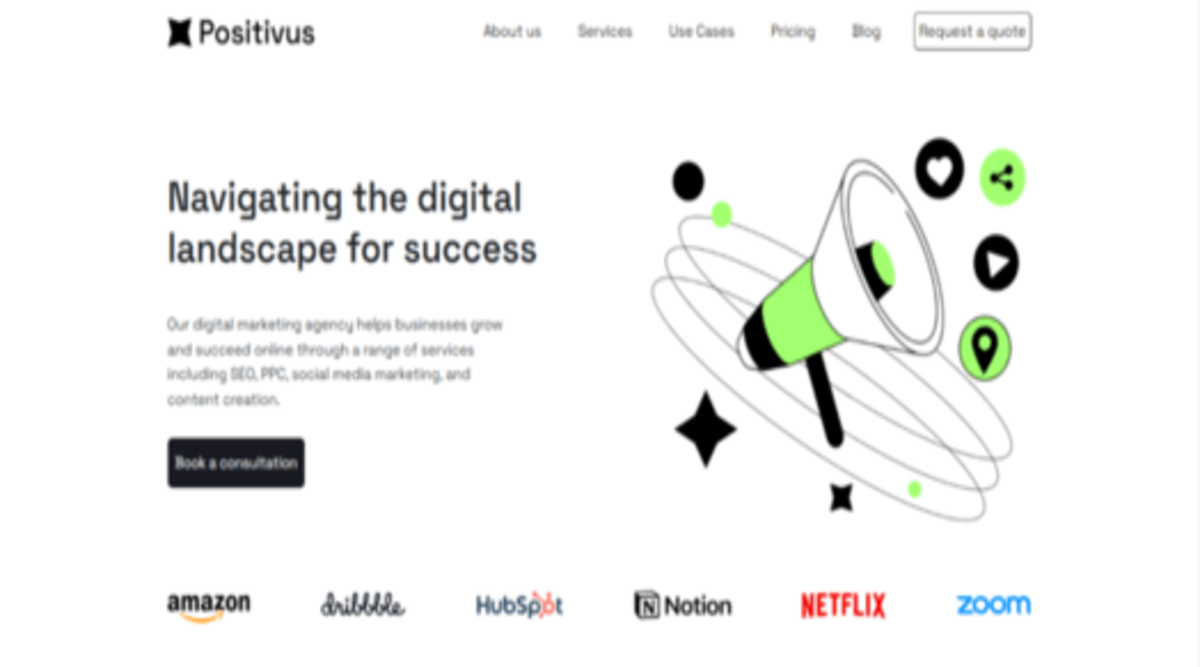 Positivus
About us Services Use Cases Pricing Blog Request a quote
Navigating the digital
landscape for success
Our digital marketing agency helps businesses grow
and succeed online through a range of services
including SEO, PPC, social media marketing, and
content creation.
Book a consultation
amazon dribbble HubSpot Notion NETFLIX zoom